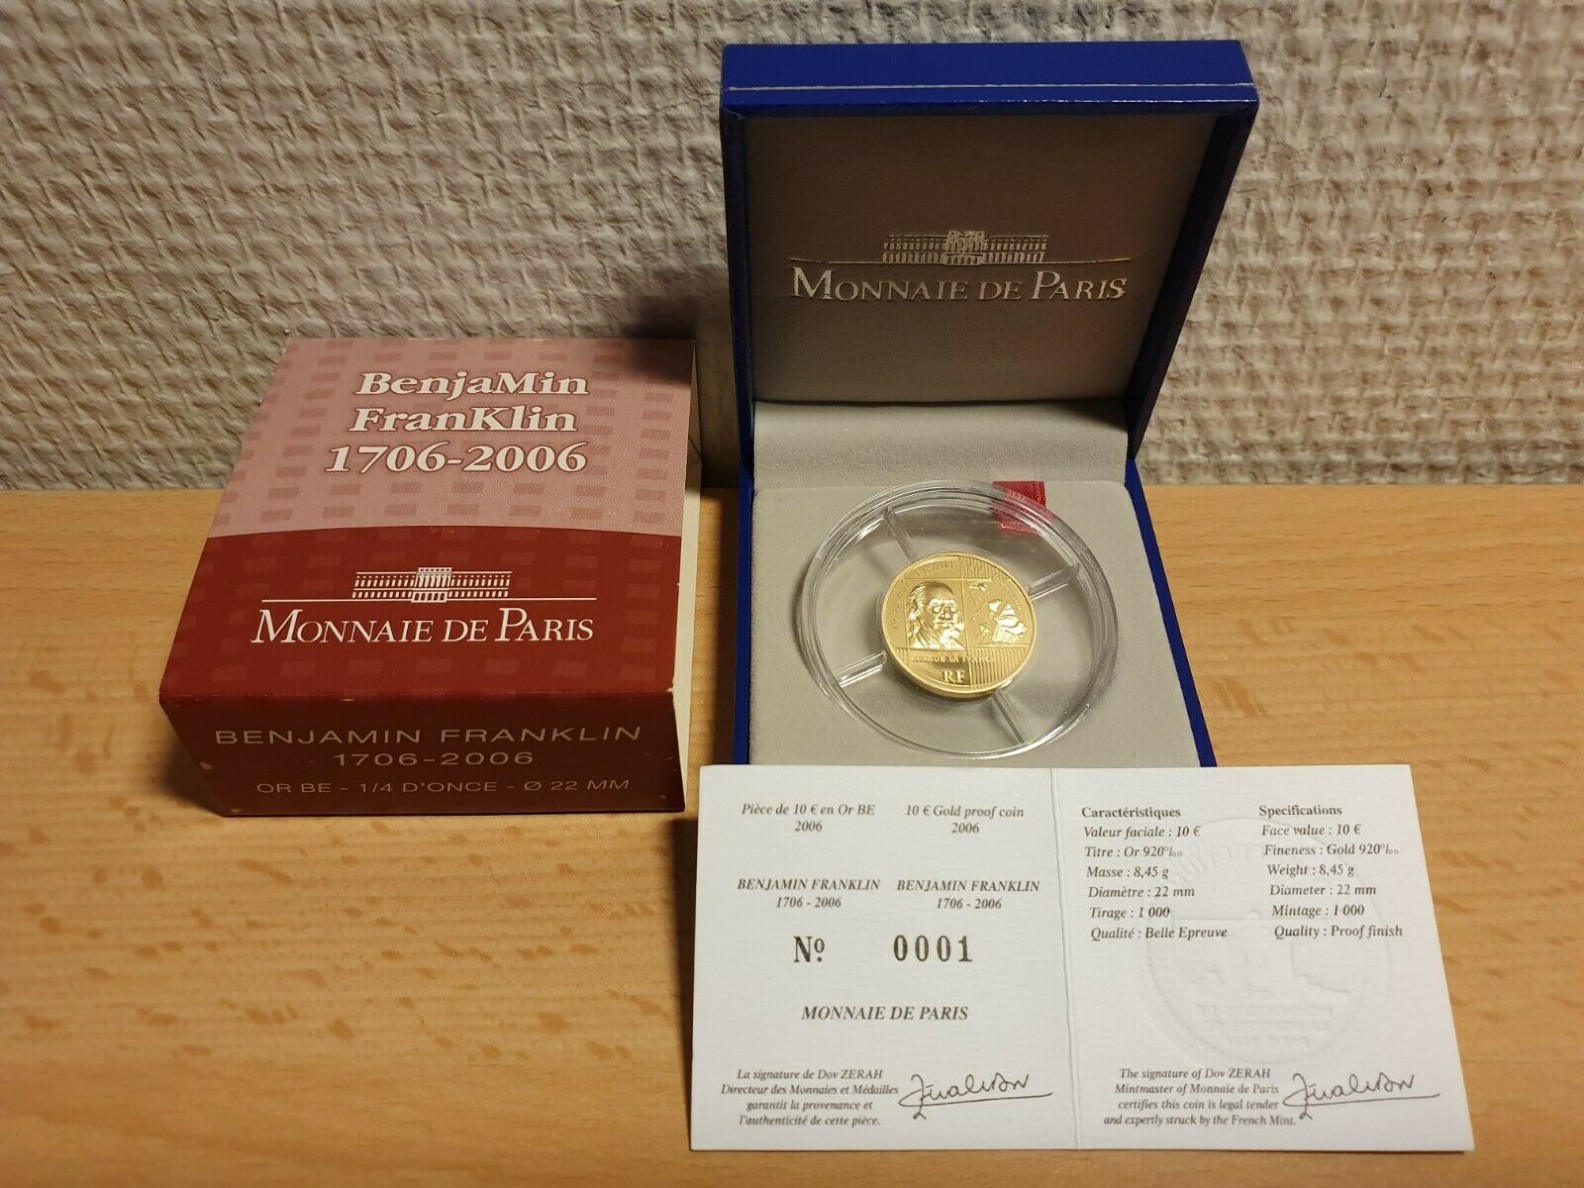 BenjaMin
FranKlin
1706-2006
MONNAIE DE PARIS
BENJAMIN FRANKLIN
1706-2006
OR BE - 1/4 D'ONCE - Ø 22 MM
MONNAIE DE PARIS
RF
Pièce de 10 € en Or BE
2006
10 € Gold proof coin
2006
BENJAMIN FRANKLIN
1706 - 2006
BENJAMIN FRANKLIN
1706 - 2006
Nº 0001
MONNAIE DE PARIS
La signature de Dov ZERAH
Directeur des Monnaies et Médailles
garantit la provenance et
l'authenticité de cette pièce.
Caractéristiques
Valeur faciale : 10 €
Titre : Or 920‰
Masse : 8,45 g
Diamètre : 22 mm
Tirage : 1 000
Qualité : Belle Epreuve
Specifications
Face value : 10 €
Fineness : Gold 920‰
Weight : 8,45 g
Diameter : 22 mm
Mintage : 1 000
Quality : Proof finish
The signature of Dov ZERAH
Mintmaster of Monnaie de Paris
certifies this coin is legal tender
and expertly struck by the French Mint.